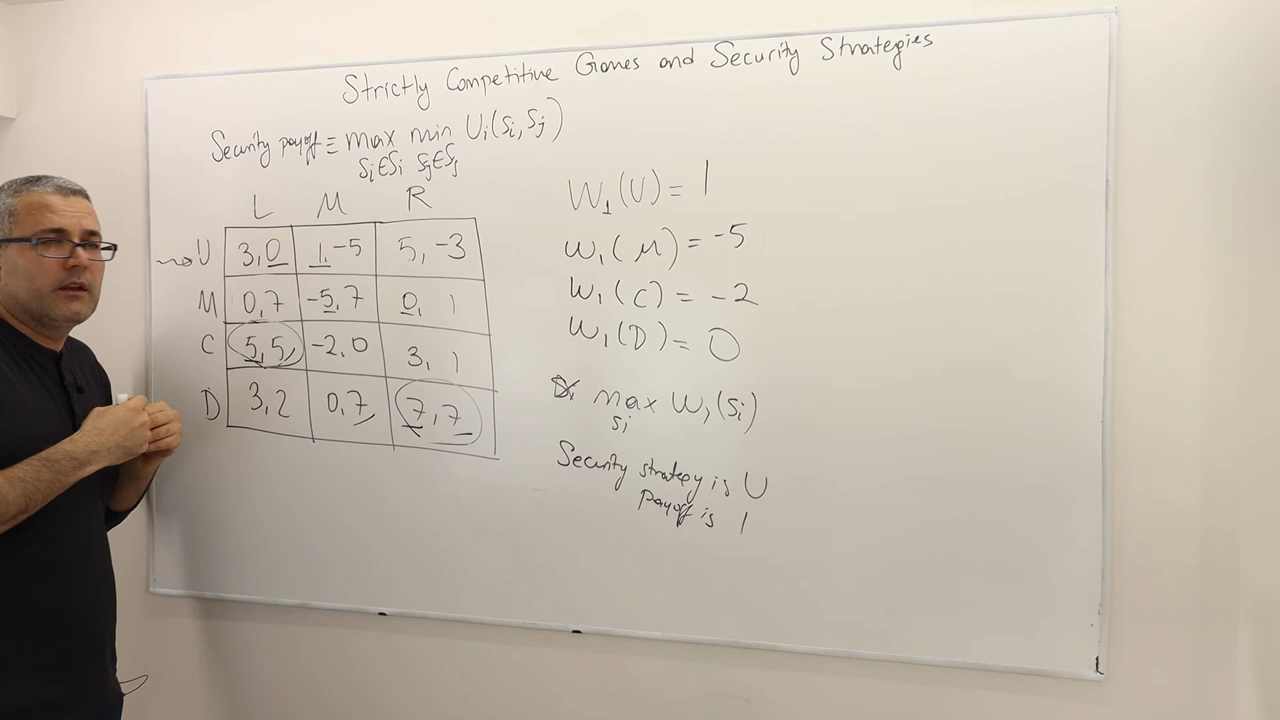 Strictly Competitive Games and Security Strategies
Security payoff ≡ max min Ui(si, sj)
si∈Si sj∈Sj
L M R
U 3,0 1,-5 5,-3
M 0,7 -5,7 0,1
C 5,5 -2,0 3,1
D 3,2 0,7 7,7
W1(U) = 1
W1(M) = -5
W1(C) = -2
W1(D) = 0
max W1(si)
si
Security strategy is U
payoff is 1